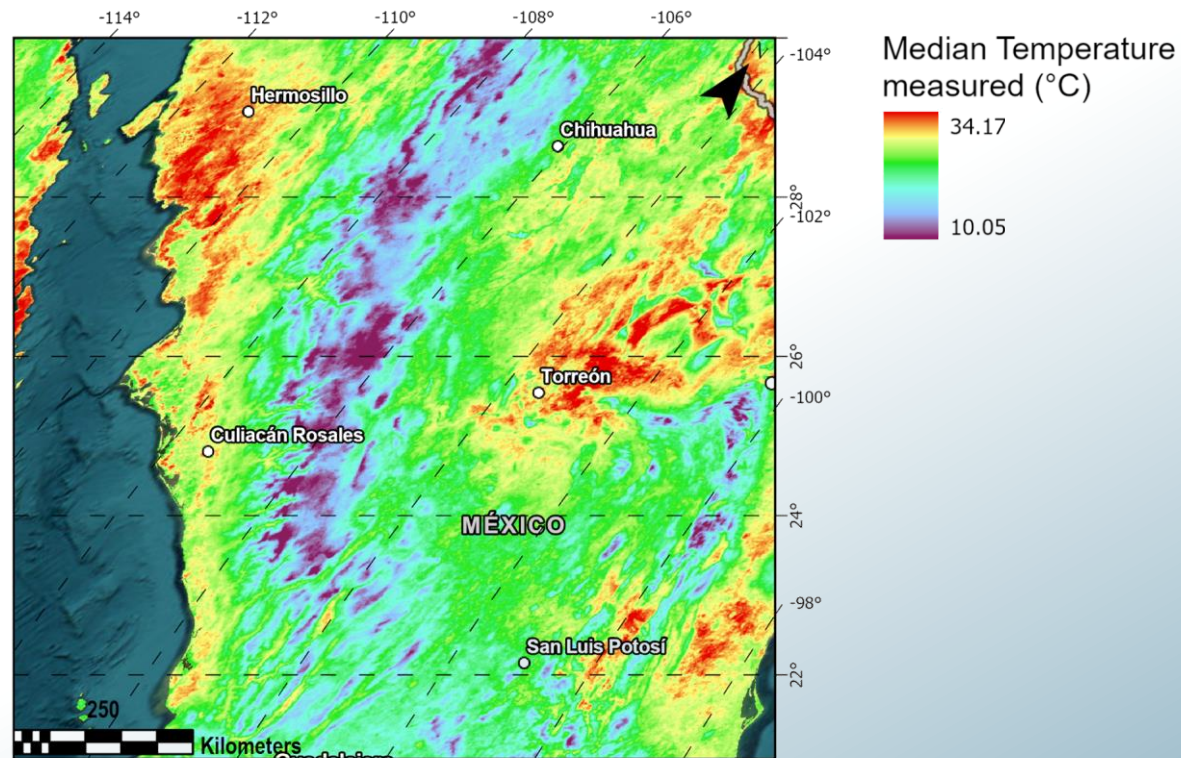 -114°
-112°
-110°
-108°
-106°
Median Temperature
measured (°C)
34.17
10.05
N
-104°
Hermosillo
Chihuahua
28°
-102°
26°
Torreón
-100°
Culiacán Rosales
24°
MÉXICO
-98°
San Luis Potosí
22°
250
Kilometers